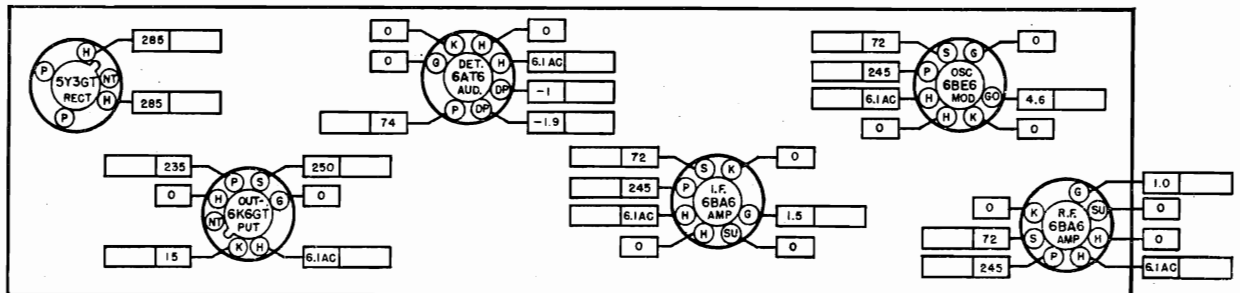 285
H
P
5Y3GT
RECT
NT
H
P
285
0
0
K
H
0
G
DET.
6AT6
AUD.
H
6.1 AC
DP
-1
P
DP
74
-1.9
72
S
G
0
245
P
OSC
6BE6
MOD
GO
4.6
6.1AC
H
H
K
0
0
235
P
S
250
0
H
OUT-
6K6GT
PUT
G
0
NT
K
H
15
6.1AC
72
S
K
0
245
P
I.F.
6BA6
AMP
G
1.5
6.1AC
H
H
SU
0
0
G
1.0
0
K
R.F.
6BA6
AMP
SU
0
72
S
H
0
P
H
245
6.1AC